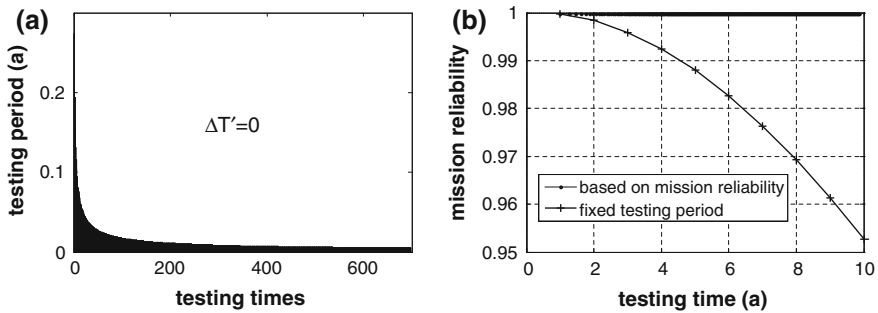 (a)
testing period (a)
0.2
0.1
0
ΔT′=0
0
200
400
600
testing times
(b)
mission reliability
1
0.99
0.98
0.97
0.96
0.95
based on mission reliability
fixed testing period
0
2
4
6
8
10
testing time (a)